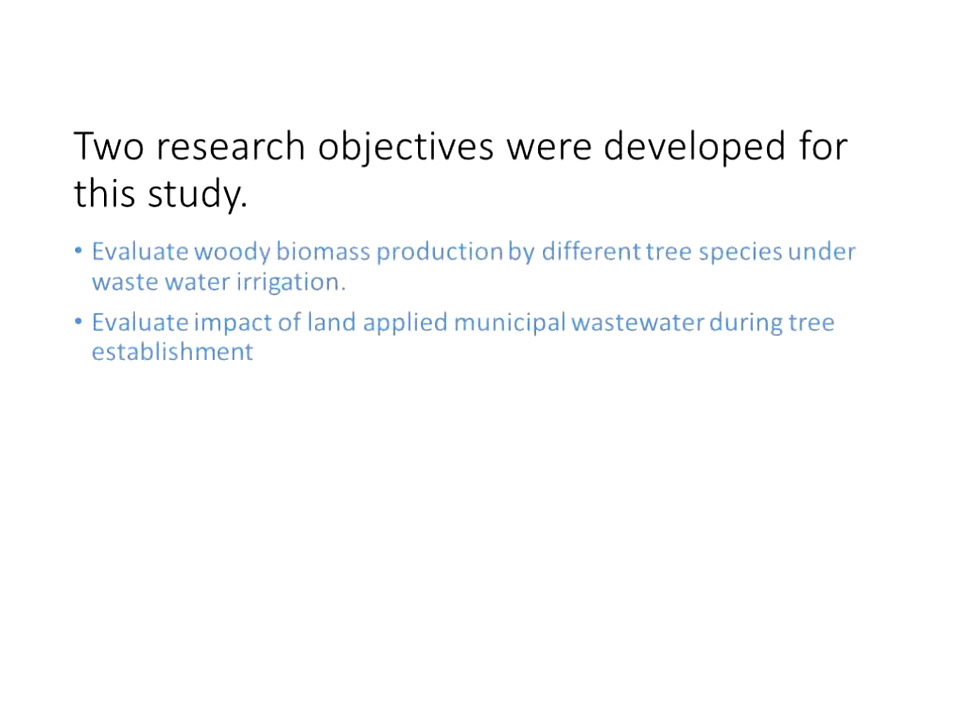 Two research objectives were developed for
this study.
• Evaluate woody biomass production by different tree species under
waste water irrigation.
• Evaluate impact of land applied municipal wastewater during tree
establishment